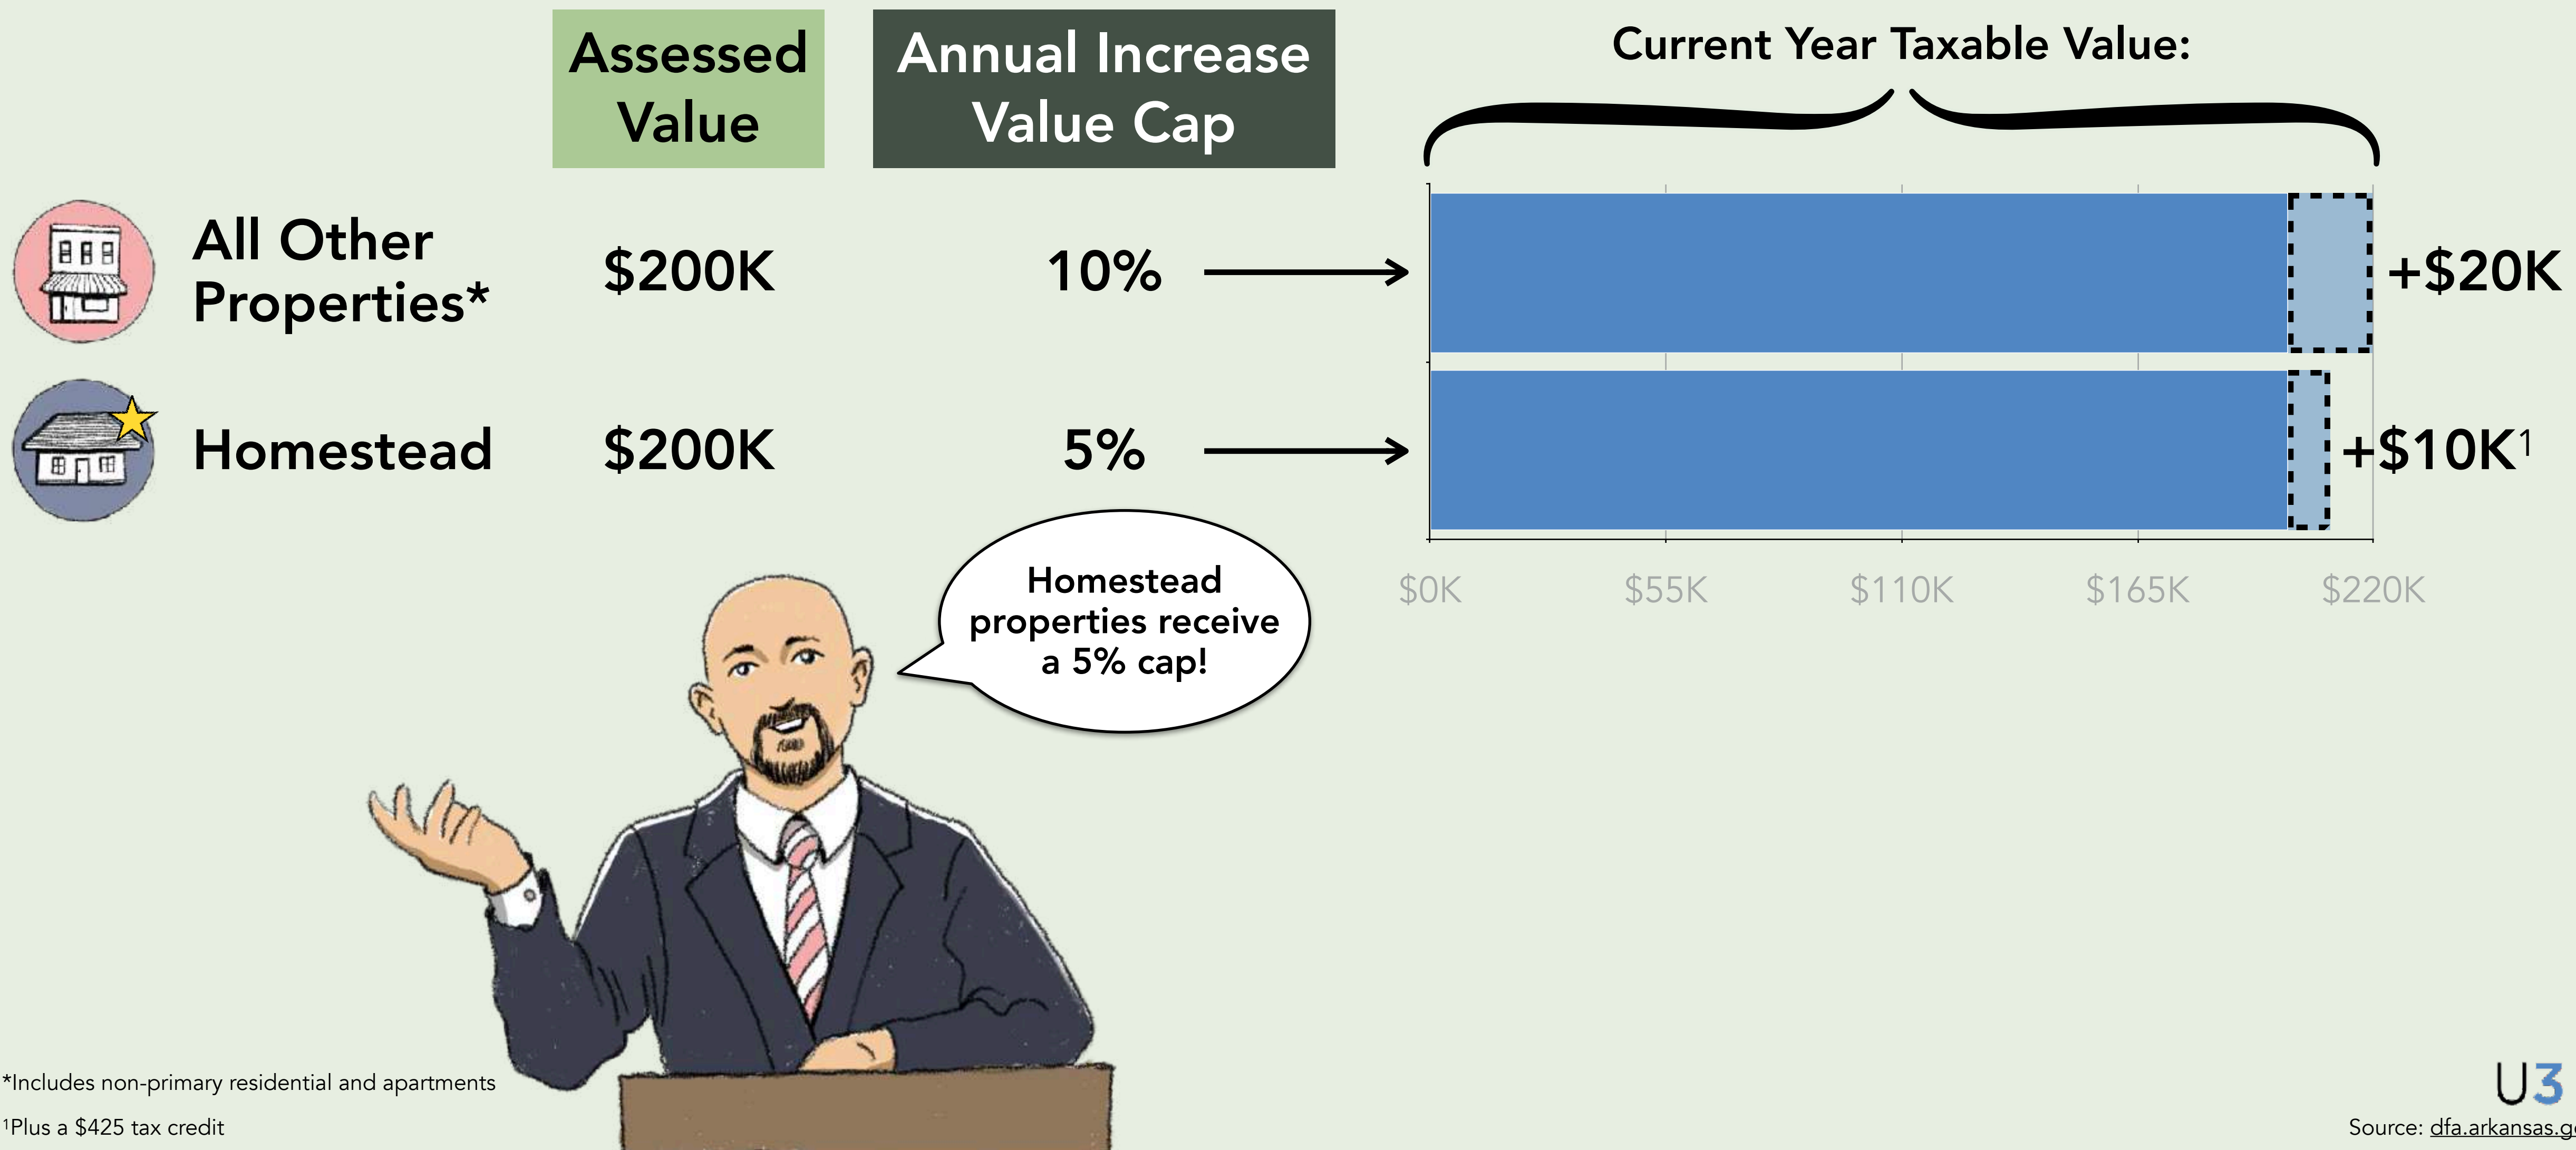 Assessed
Value
Annual Increase
Value Cap
Current Year Taxable Value:
All Other
Properties*
$200K
10%
+$20K
Homestead
$200K
5%
+$10K¹
$0K
$55K
$110K
$165K
$220K
Homestead
properties receive
a 5% cap!
*Includes non-primary residential and apartments
¹Plus a $425 tax credit
U3
Source: dfa.arkansas.g